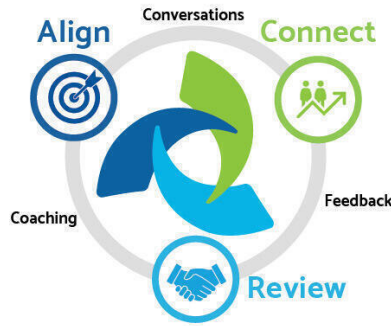 Conversations
Align
Connect
Coaching
Feedback
Review